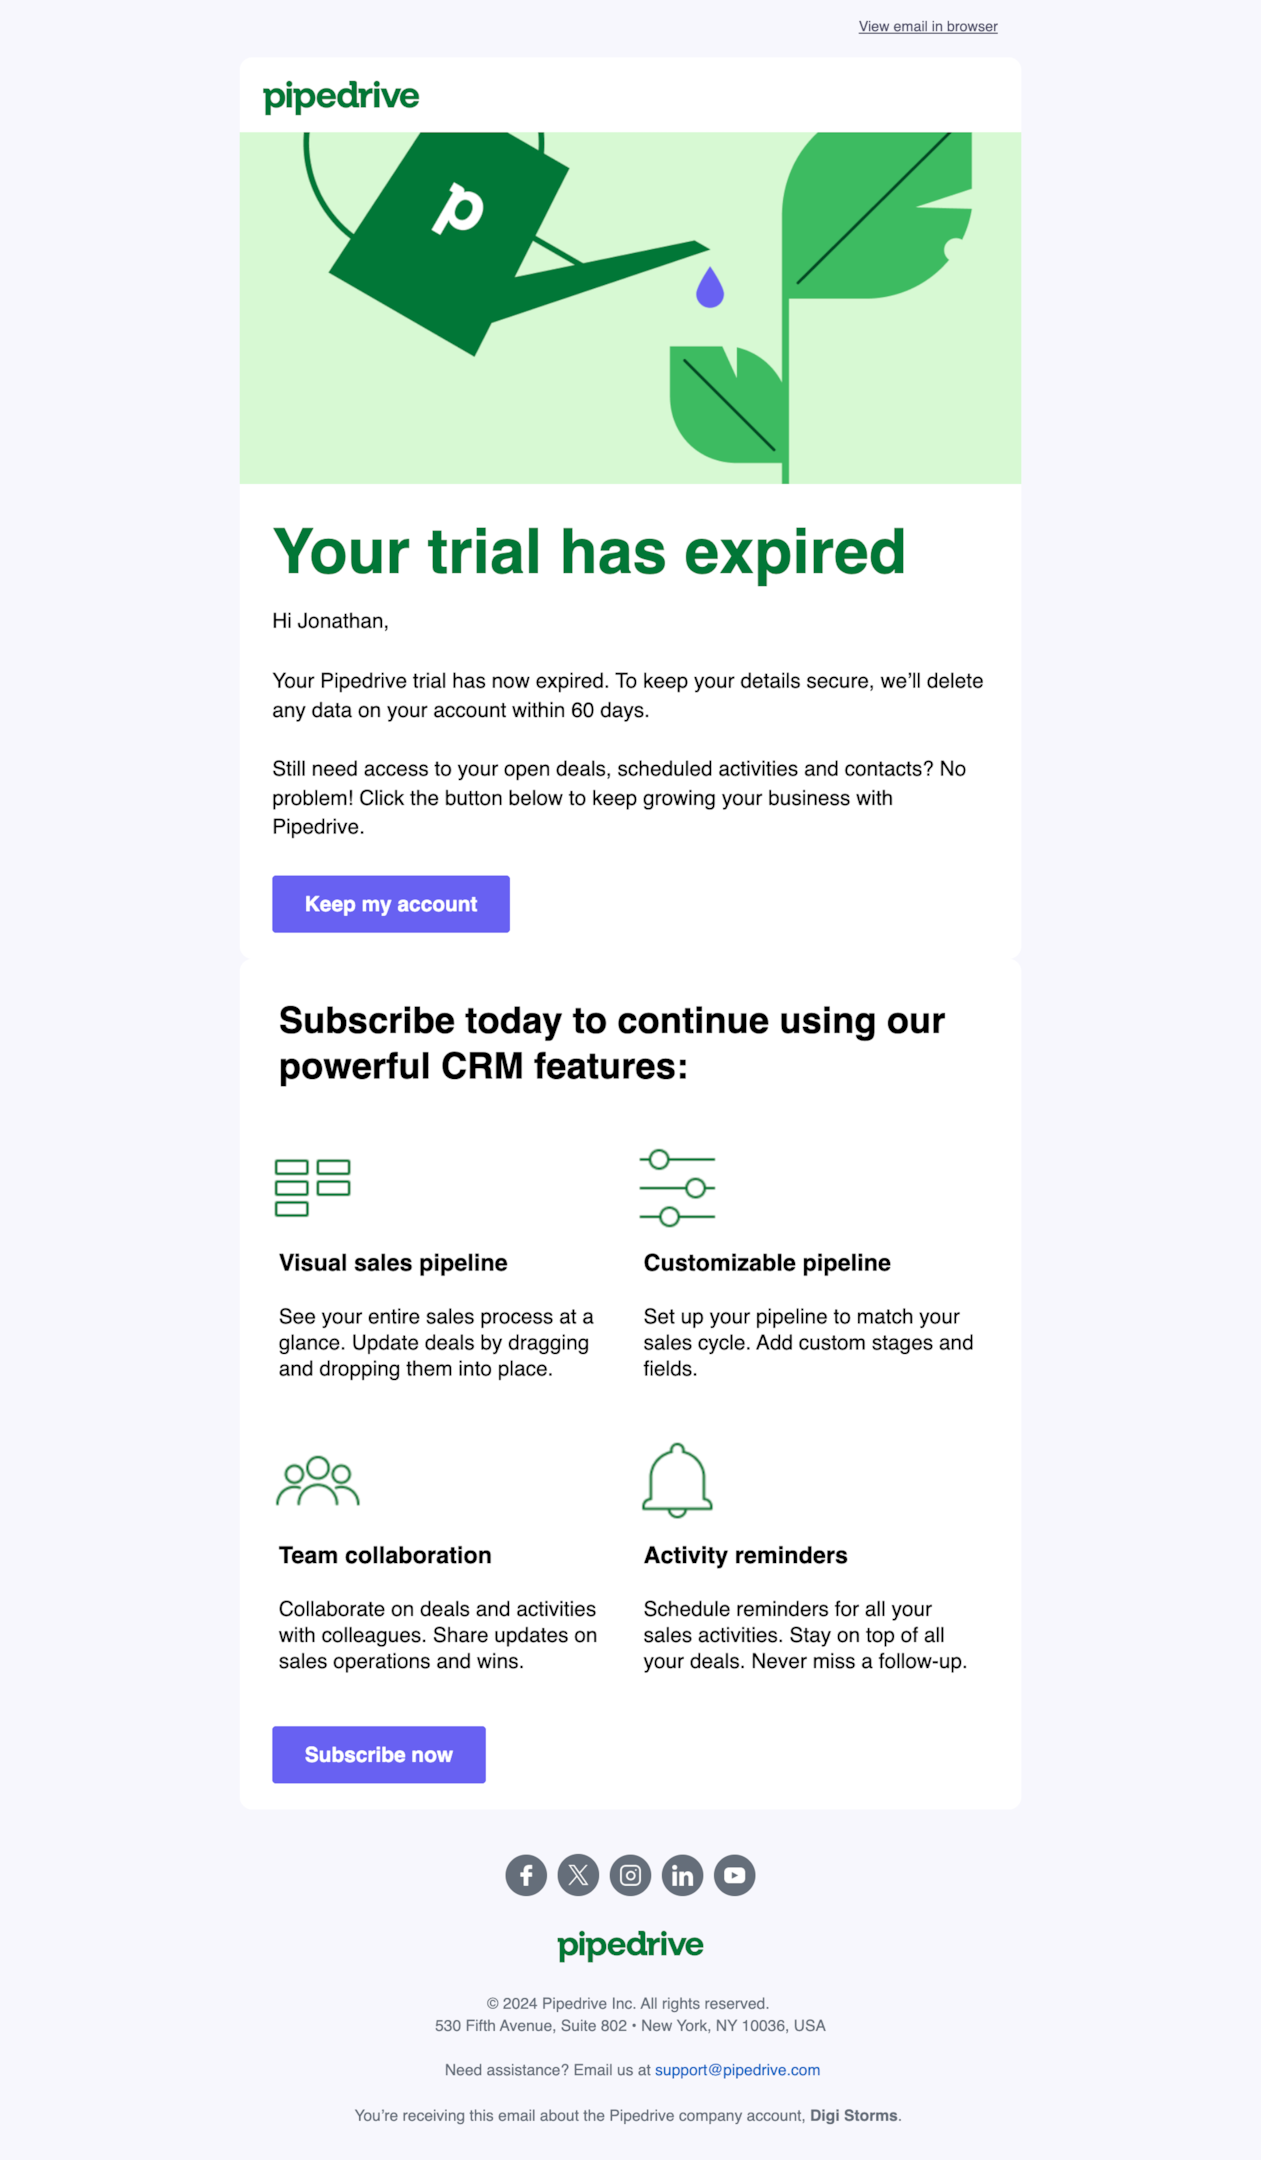 View email in browser
pipedrive
p
Your trial has expired
Hi Jonathan,
Your Pipedrive trial has now expired. To keep your details secure, we’ll delete
any data on your account within 60 days.
Still need access to your open deals, scheduled activities and contacts? No
problem! Click the button below to keep growing your business with
Pipedrive.
Keep my account
Subscribe today to continue using our
powerful CRM features:
Visual sales pipeline
See your entire sales process at a
glance. Update deals by dragging
and dropping them into place.
Customizable pipeline
Set up your pipeline to match your
sales cycle. Add custom stages and
fields.
Team collaboration
Collaborate on deals and activities
with colleagues. Share updates on
sales operations and wins.
Activity reminders
Schedule reminders for all your
sales activities. Stay on top of all
your deals. Never miss a follow-up.
Subscribe now
pipedrive
© 2024 Pipedrive Inc. All rights reserved.
530 Fifth Avenue, Suite 802 • New York, NY 10036, USA
Need assistance? Email us at support@pipedrive.com
You’re receiving this email about the Pipedrive company account, Digi Storms.